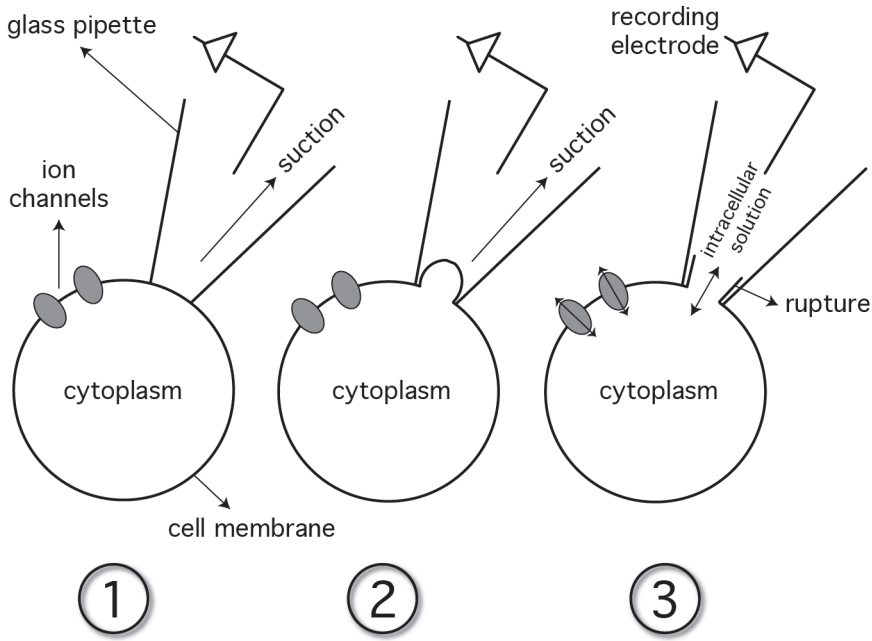 glass pipette
suction
ion
channels
cytoplasm
cell membrane
1
suction
cytoplasm
2
recording
electrode
intracellular
solution
rupture
cytoplasm
3